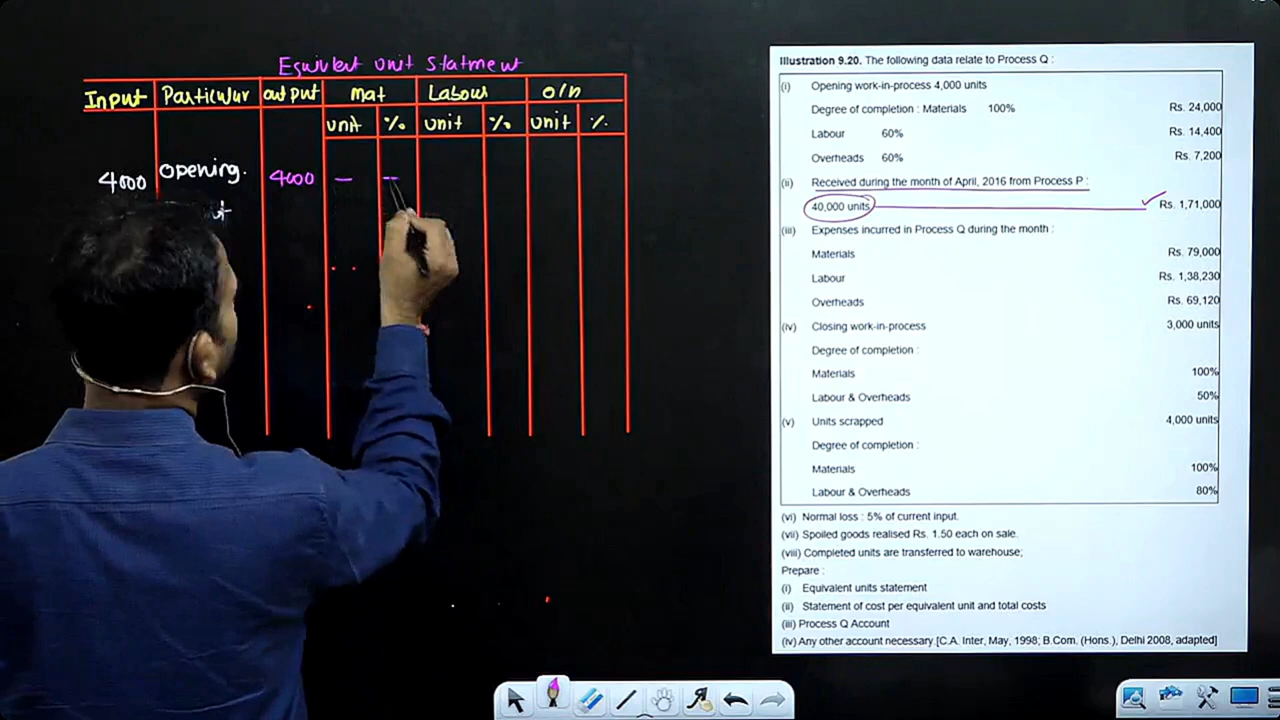 Equivlent unit statment
Input Particular output Mat Labour O/H
unit % unit % unit %
4000 Opening. 4000 — —
Illustration 9.20. The following data relate to Process Q :
(i) Opening work-in-process 4,000 units
Degree of completion : Materials 100% Rs. 24,000
Labour 60% Rs. 14,400
Overheads 60% Rs. 7,200
(ii) Received during the month of April, 2016 from Process P :
40,000 units Rs. 1,71,000
(iii) Expenses incurred in Process Q during the month :
Materials Rs. 79,000
Labour Rs. 1,38,230
Overheads Rs. 69,120
(iv) Closing work-in-process 3,000 units
Degree of completion :
Materials 100%
Labour & Overheads 50%
(v) Units scrapped 4,000 units
Degree of completion :
Materials 100%
Labour & Overheads 80%
(vi) Normal loss : 5% of current input.
(vii) Spoiled goods realised Rs. 1.50 each on sale.
(viii) Completed units are transferred to warehouse;
Prepare :
(i) Equivalent units statement
(ii) Statement of cost per equivalent unit and total costs
(iii) Process Q Account
(iv) Any other account necessary [C.A. Inter, May, 1998; B.Com. (Hons.), Delhi 2008, adapted]